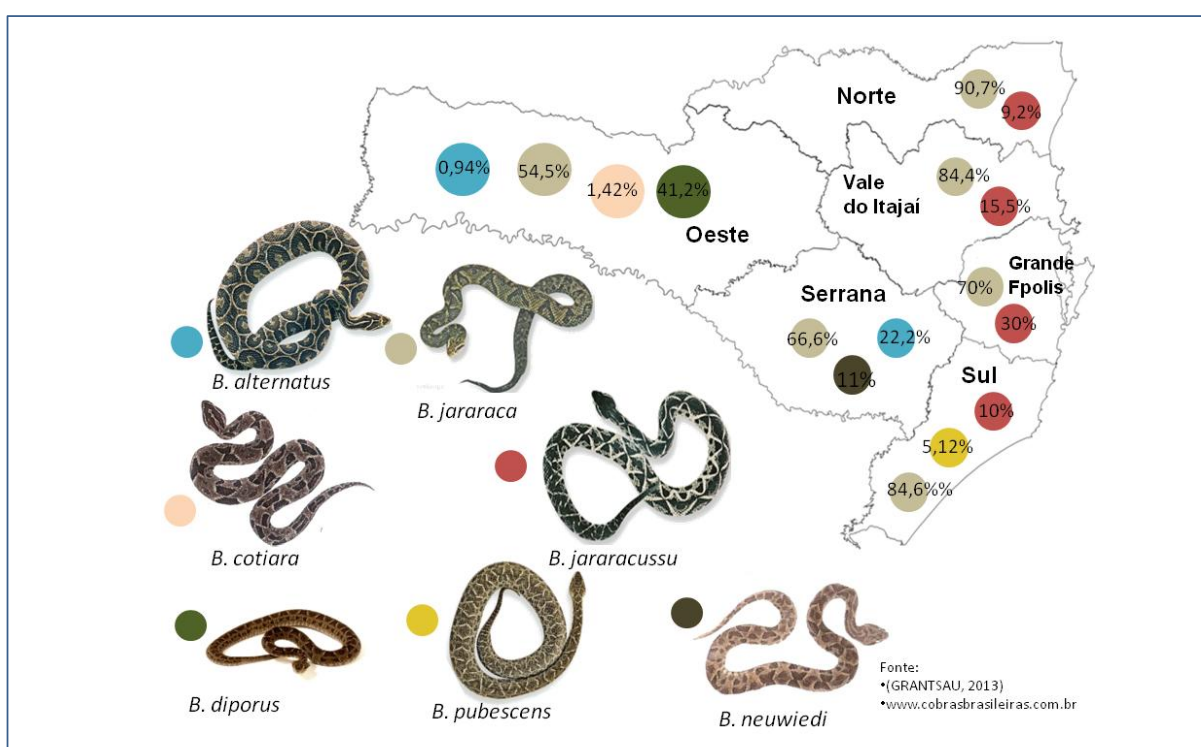 Norte
90,7%
9,2%
0,94%
54,5%
1,42%
41,2%
Oeste
Vale
do Itajaí
84,4%
15,5%
Grande
Fpolis
70%
30%
Serrana
66,6%
22,2%
11%
Sul
10%
5,12%
84,6%%
B. alternatus
B. jararaca
B. cotiara
B. jararacussu
B. diporus
B. pubescens
B. neuwiedi
Fonte:
•(GRANTSAU, 2013)
•www.cobrasbrasileiras.com.br